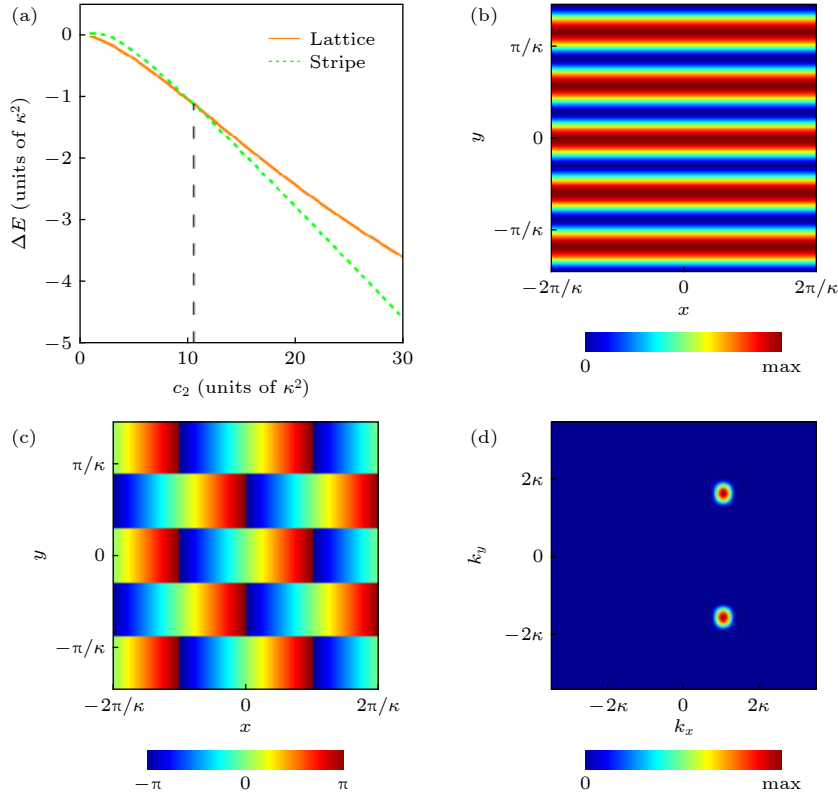 (a)
0
−1
−2
−3
−4
−5
ΔE (units of κ²)
Lattice
Stripe
0 10 20 30
c₂ (units of κ²)
(b)
π/κ
0
−π/κ
y
−2π/κ 0 2π/κ
x
0 max
(c)
π/κ
0
−π/κ
y
−2π/κ 0 2π/κ
x
−π 0 π
(d)
2κ
0
−2κ
k_y
−2κ 0 2κ
k_x
0 max